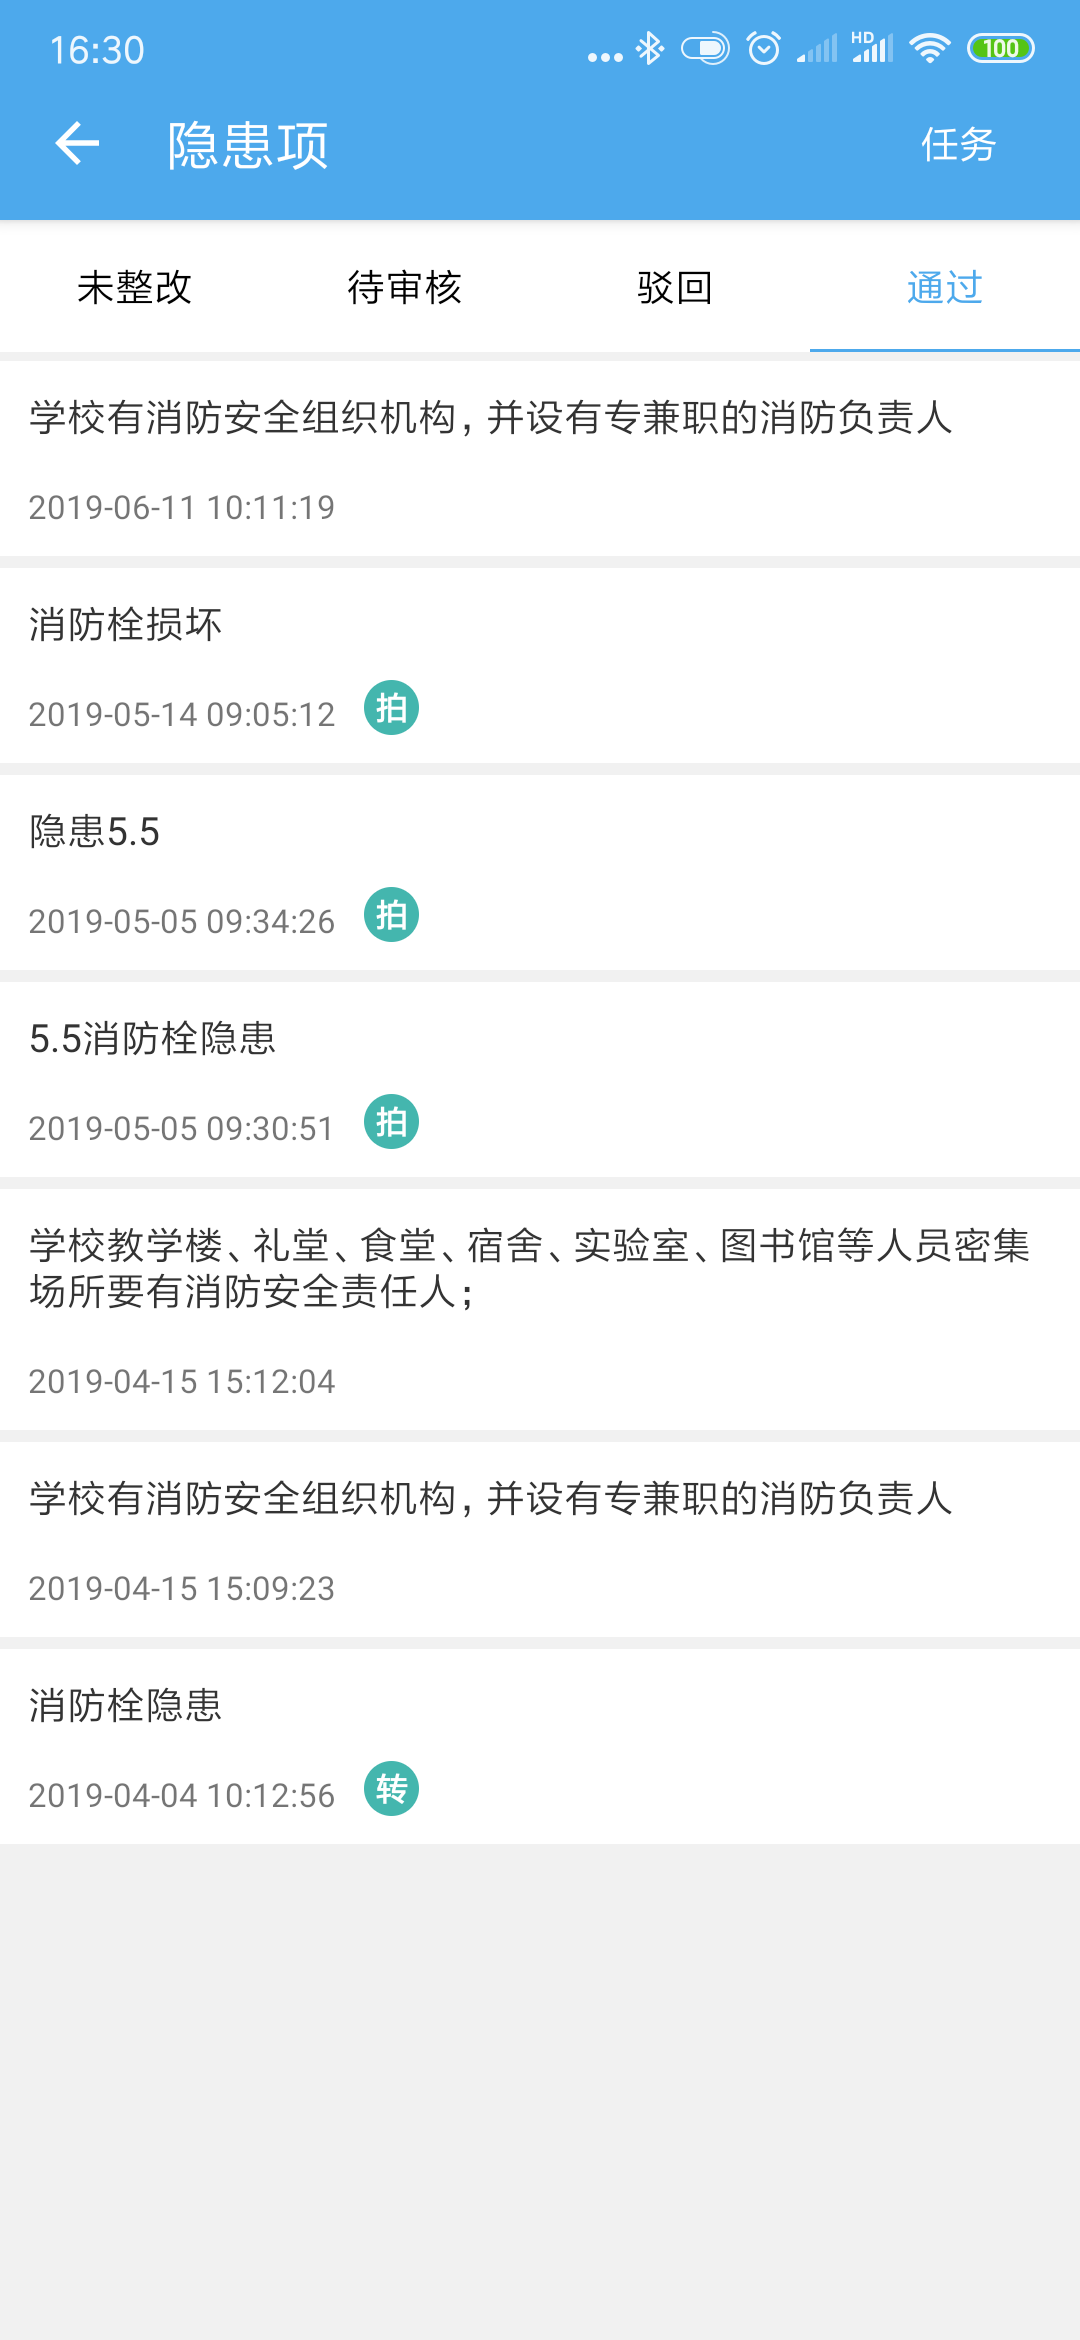 16:30
HD
100
隐患项
任务
未整改
待审核
驳回
通过
学校有消防安全组织机构，并设有专兼职的消防负责人
2019-06-11 10:11:19
消防栓损坏
2019-05-14 09:05:12 拍
隐患5.5
2019-05-05 09:34:26 拍
5.5消防栓隐患
2019-05-05 09:30:51 拍
学校教学楼、礼堂、食堂、宿舍、实验室、图书馆等人员密集
场所要有消防安全责任人；
2019-04-15 15:12:04
学校有消防安全组织机构，并设有专兼职的消防负责人
2019-04-15 15:09:23
消防栓隐患
2019-04-04 10:12:56 转